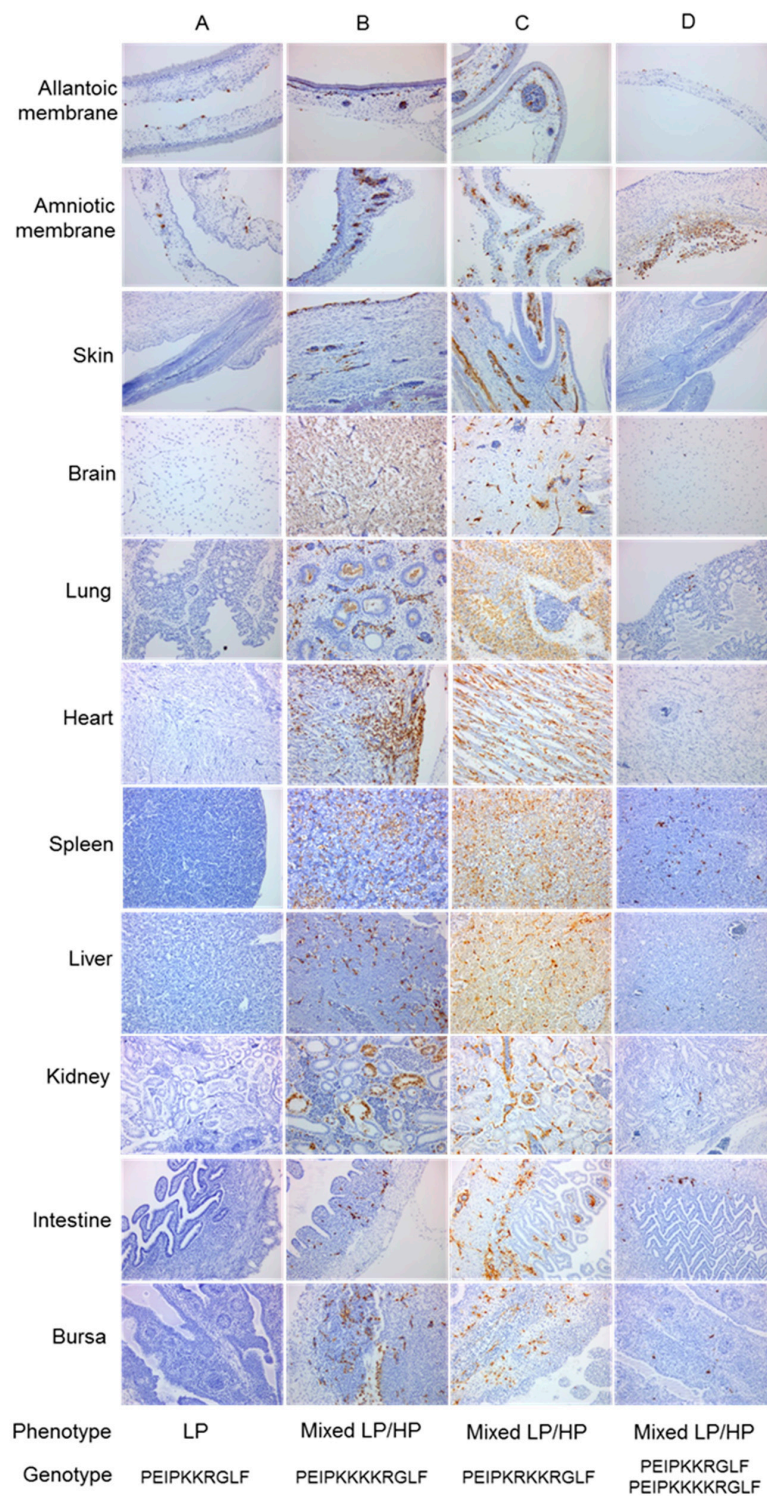 A B C D
Allantoic
membrane
Amniotic
membrane
Skin
Brain
Lung
Heart
Spleen
Liver
Kidney
Intestine
Bursa
Phenotype LP Mixed LP/HP Mixed LP/HP Mixed LP/HP
Genotype PEIPKKRGLF PEIPKKKKRGLF PEIPKRKKRGLF PEIPKKRGLF
PEIPKKKKRGLF